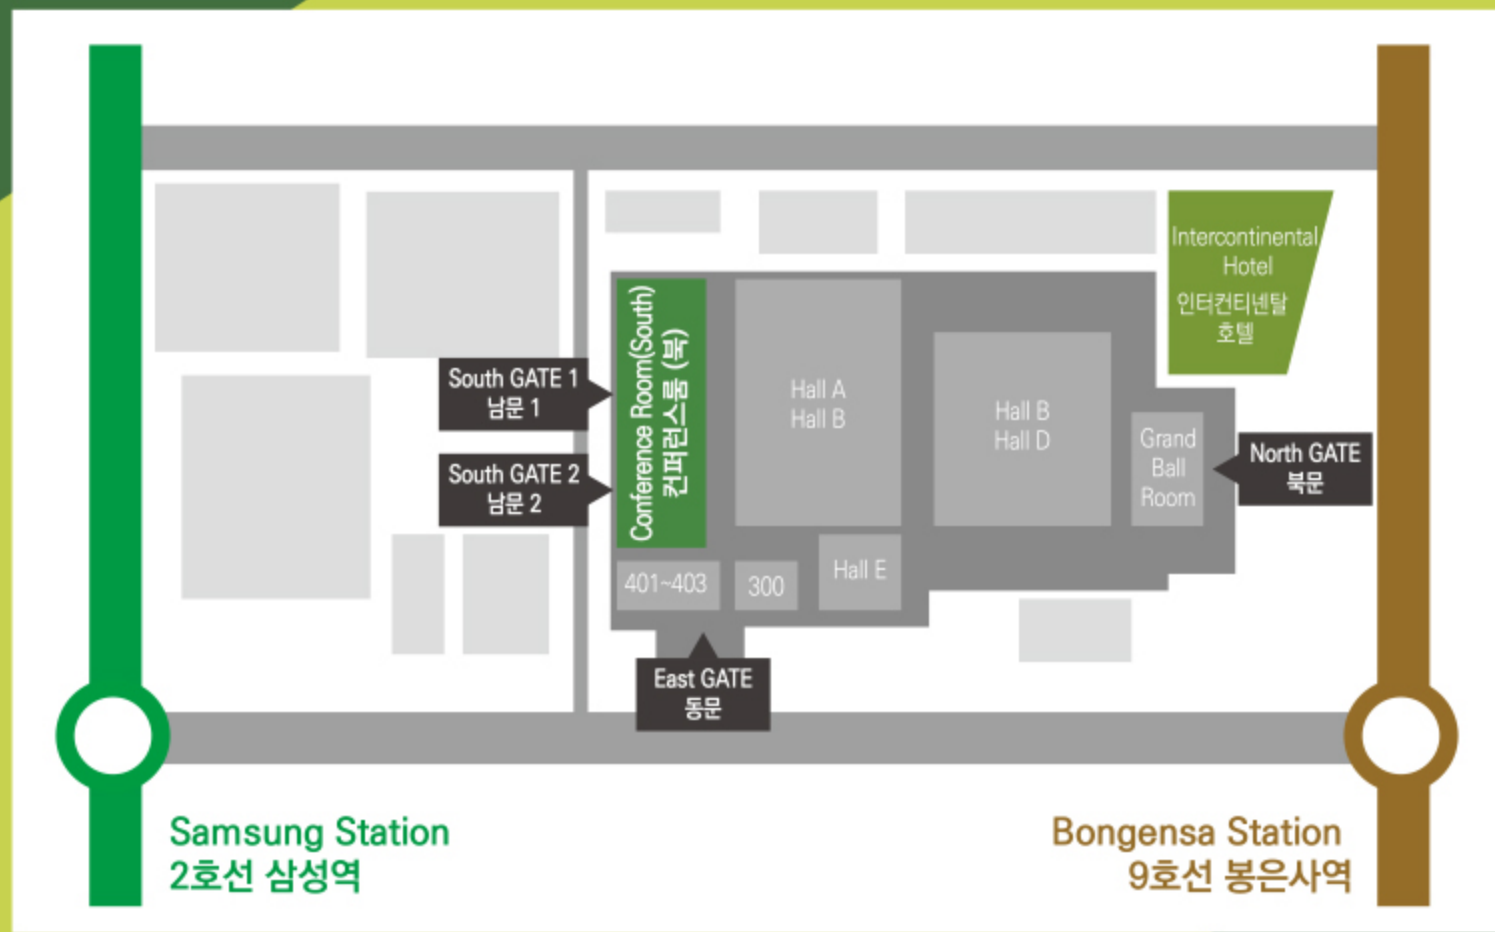 Intercontinental
Hotel
인터컨티넨탈
호텔
Conference Room(South)
컨퍼런스룸 (북)
South GATE 1
남문 1
South GATE 2
남문 2
Hall A
Hall B
Hall B
Hall D
Grand
Ball
Room
North GATE
북문
401~403
300
Hall E
East GATE
동문
Samsung Station
2호선 삼성역
Bongensa Station
9호선 봉은사역